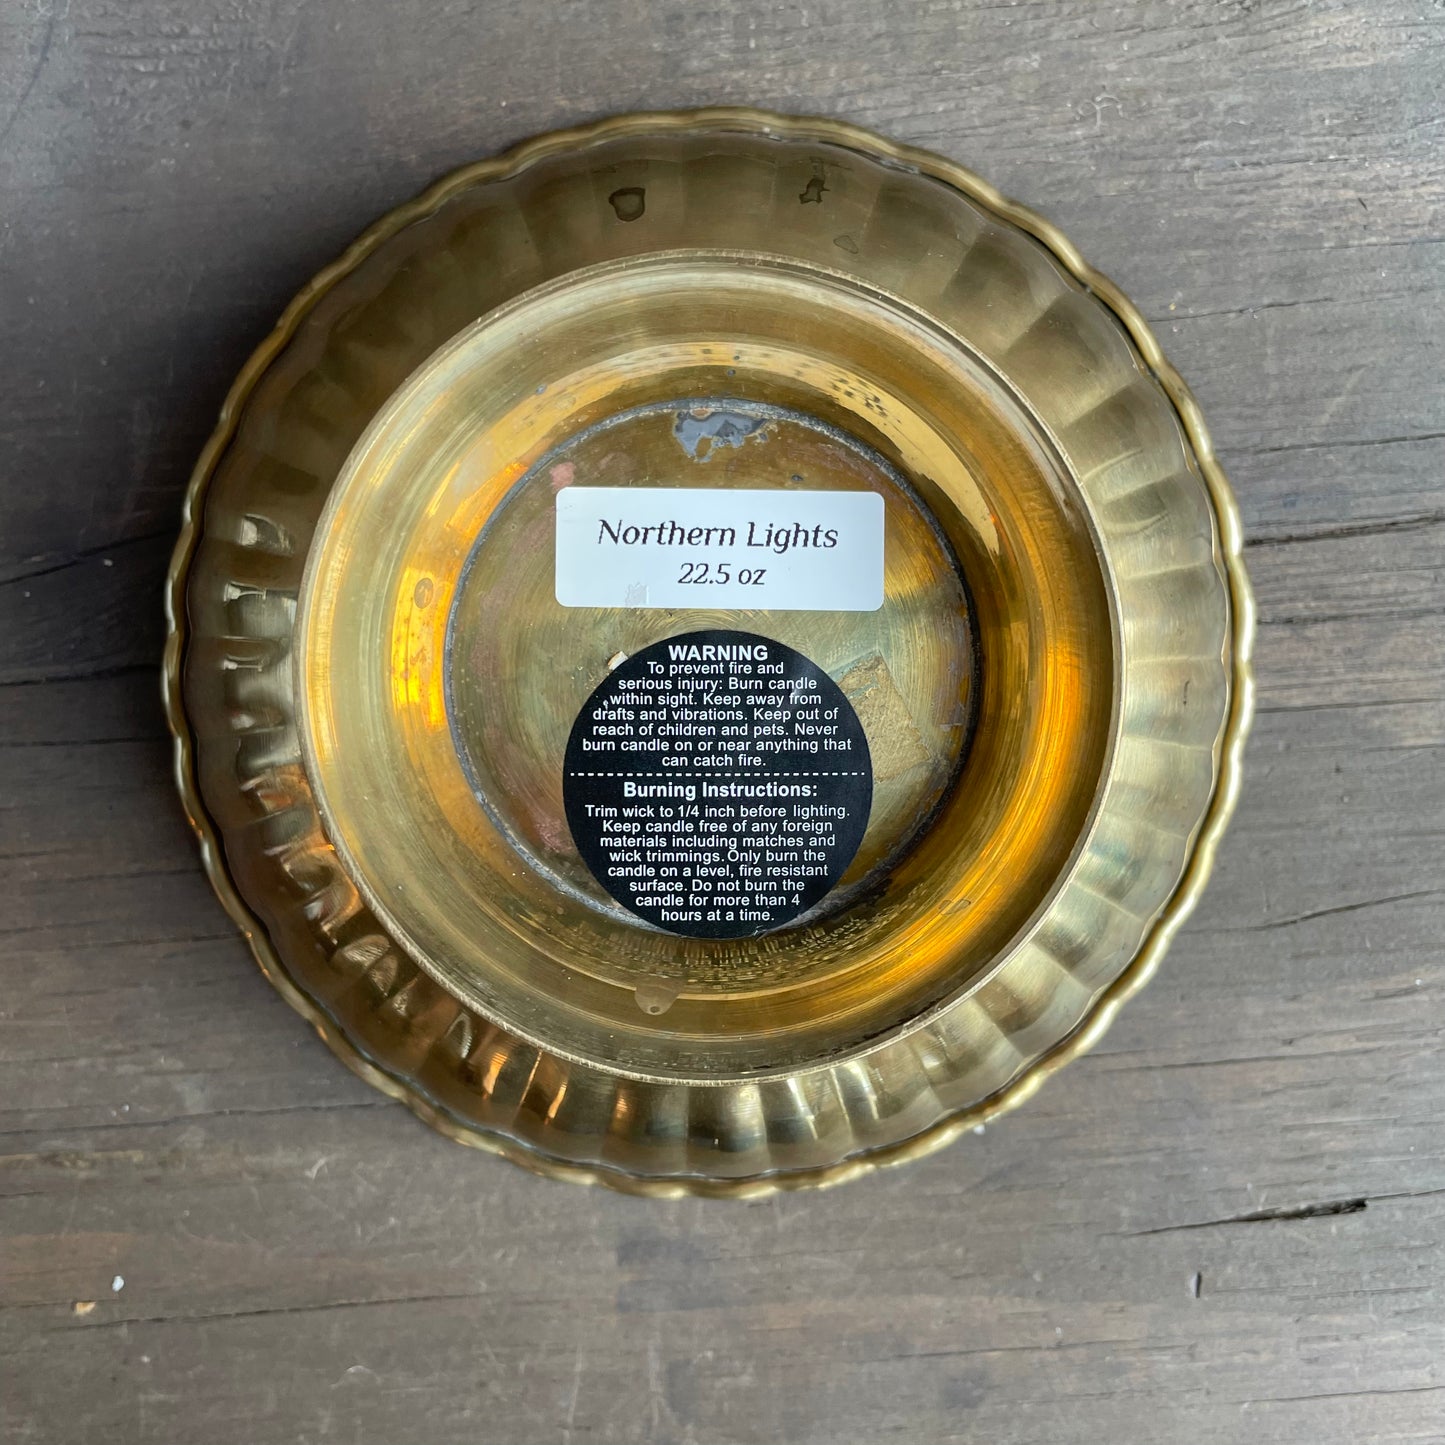 Northern Lights
22.5 oz
WARNING
To prevent fire and
serious injury: Burn candle
within sight. Keep away from
drafts and vibrations. Keep out of
reach of children and pets. Never
burn candle on or near anything that
can catch fire.
Burning Instructions:
Trim wick to 1/4 inch before lighting.
Keep candle free of any foreign
materials including matches and
wick trimmings. Only burn the
candle on a level, fire resistant
surface. Do not burn the
candle for more than 4
hours at a time.